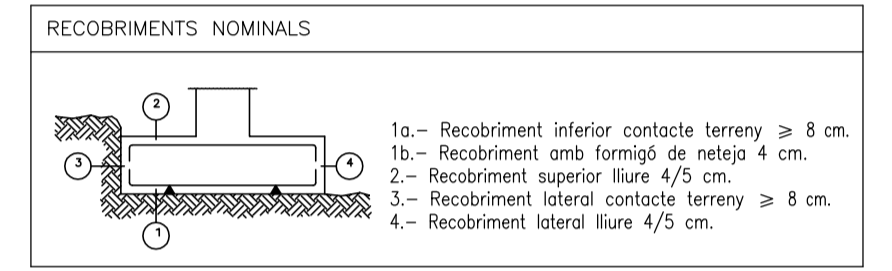 RECOBRIMENTS NOMINALS
2
3
4
1
1a.- Recobriment inferior contacte terreny ⩾ 8 cm.
1b.- Recobriment amb formigó de neteja 4 cm.
2.- Recobriment superior lliure 4/5 cm.
3.- Recobriment lateral contacte terreny ⩾ 8 cm.
4.- Recobriment lateral lliure 4/5 cm.